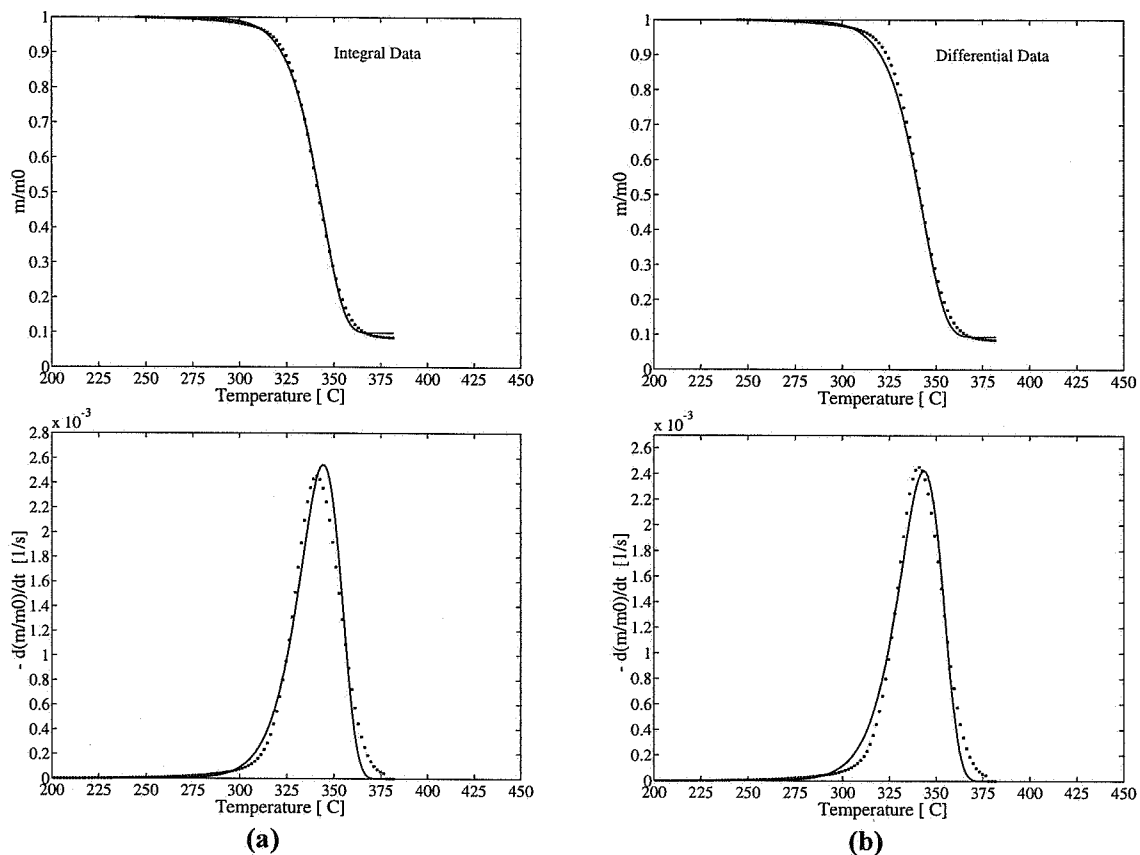 1
0.9
0.8
0.7
0.6
0.5
0.4
0.3
0.2
0.1
0
m/m0
Integral Data
200 225 250 275 300 325 350 375 400 425 450
Temperature [ C]
1
0.9
0.8
0.7
0.6
0.5
0.4
0.3
0.2
0.1
0
m/m0
Differential Data
200 225 250 275 300 325 350 375 400 425 450
Temperature [ C]
x 10⁻³
2.8
2.6
2.4
2.2
2
1.8
1.6
1.4
1.2
1
0.8
0.6
0.4
0.2
0
- d(m/m0)/dt [1/s]
200 225 250 275 300 325 350 375 400 425 450
Temperature [ C]
(a)
x 10⁻³
2.6
2.4
2.2
2
1.8
1.6
1.4
1.2
1
0.8
0.6
0.4
0.2
0
- d(m/m0)/dt [1/s]
200 225 250 275 300 325 350 375 400 425 450
Temperature [ C]
(b)